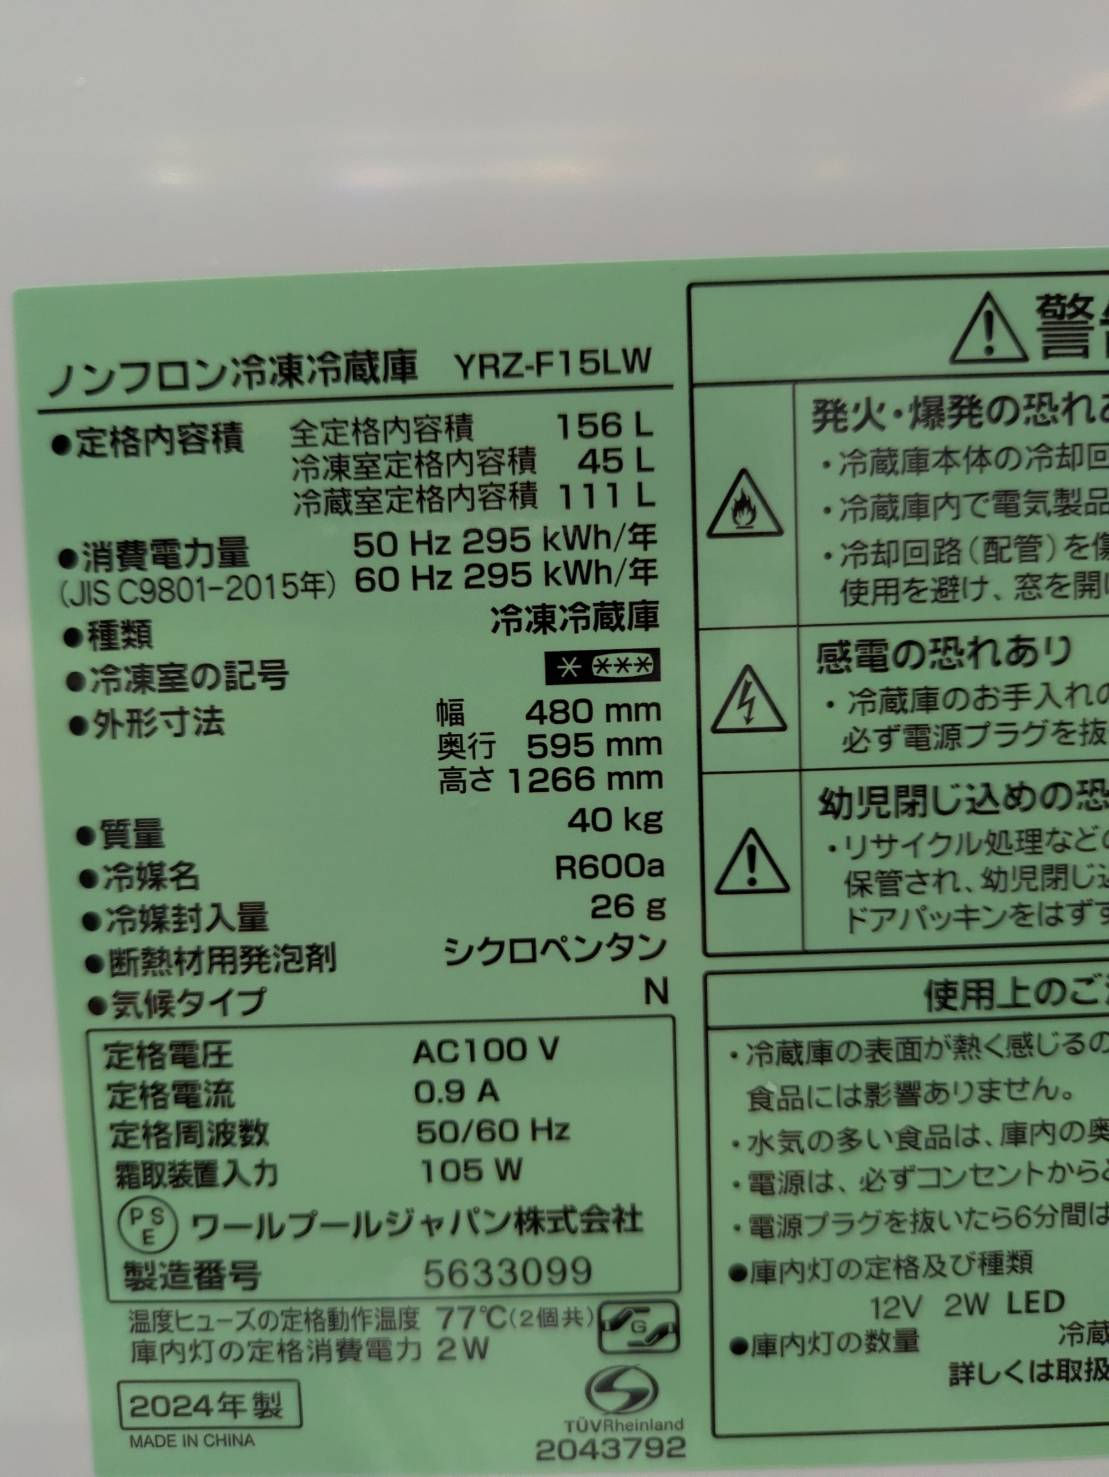 ノンフロン冷凍冷蔵庫 YRZ-F15LW
●定格内容積 全定格内容積 156 L
冷凍室定格内容積 45 L
冷蔵室定格内容積 111 L
●消費電力量 50 Hz 295 kWh/年
(JIS C9801-2015年) 60 Hz 295 kWh/年
●種類 冷凍冷蔵庫
●冷凍室の記号 * ***
●外形寸法 幅 480 mm
奥行 595 mm
高さ 1266 mm
●質量 40 kg
●冷媒名 R600a
●冷媒封入量 26 g
●断熱材用発泡剤 シクロペンタン
●気候タイプ N
定格電圧 AC100 V
定格電流 0.9 A
定格周波数 50/60 Hz
霜取装置入力 105 W
PSE ワールプールジャパン株式会社
製造番号 5633099
温度ヒューズの定格動作温度 77℃(2個共)
G
庫内灯の定格消費電力 2W
2024年製
MADE IN CHINA
TÜVRheinland
2043792
警
発火・爆発の恐れ
・冷蔵庫本体の冷却回
・冷蔵庫内で電気製品
・冷却回路(配管)を傷
使用を避け、窓を開
感電の恐れあり
・冷蔵庫のお手入れの
必ず電源プラグを抜
幼児閉じ込めの恐
・リサイクル処理などの
保管され、幼児閉じ込
ドアパッキンをはずす
使用上のご
・冷蔵庫の表面が熱く感じるの
食品には影響ありません。
・水気の多い食品は、庫内の奥
・電源は、必ずコンセントから
・電源プラグを抜いたら6分間は
●庫内灯の定格及び種類
12V 2W LED
●庫内灯の数量 冷蔵
詳しくは取扱